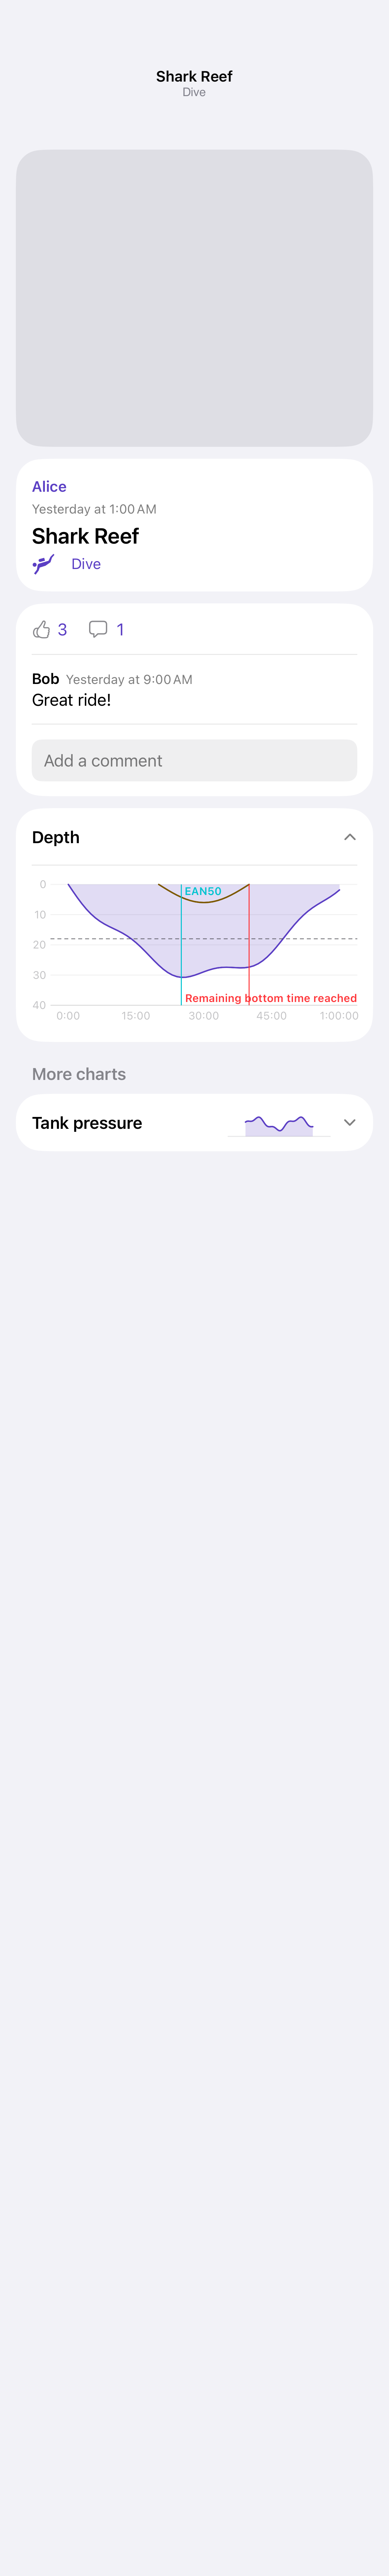 Shark Reef
Dive
Alice
Yesterday at 1:00 AM
Shark Reef
Dive
3 1
Bob Yesterday at 9:00 AM
Great ride!
Add a comment
Depth
0
EAN50
10
20
30
Remaining bottom time reached
40
0:00 15:00 30:00 45:00 1:00:00
More charts
Tank pressure